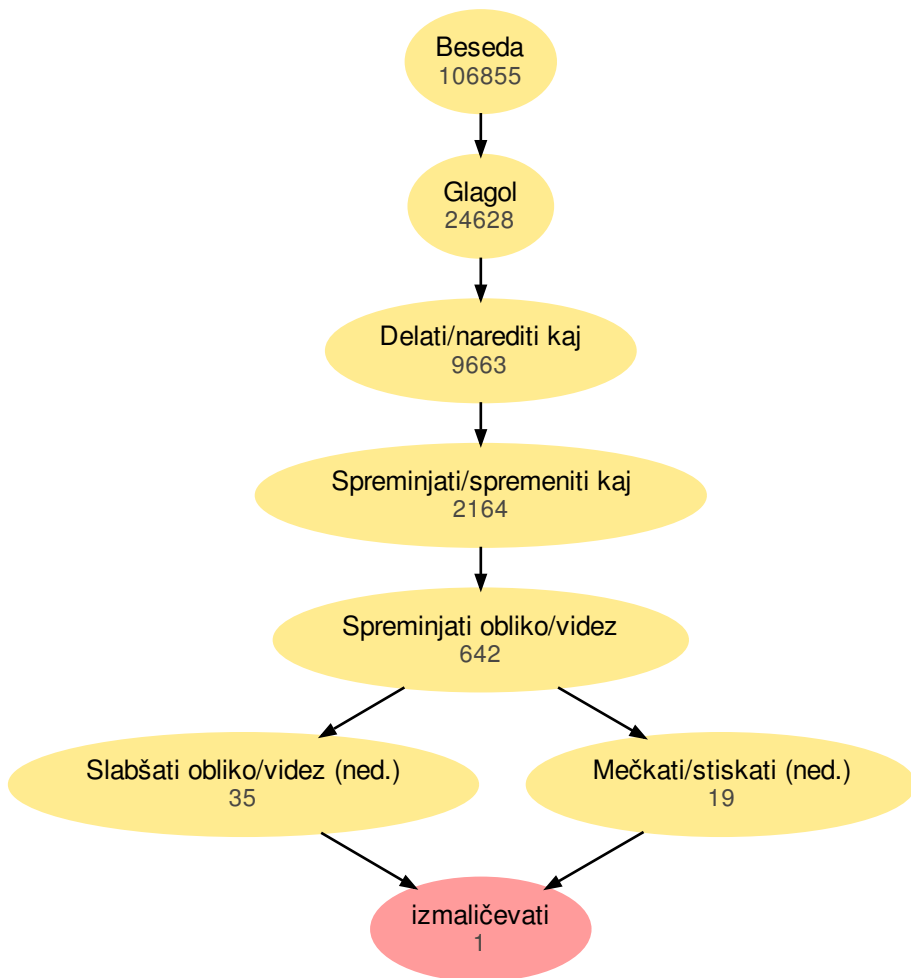 Beseda
106855
Glagol
24628
Delati/narediti kaj
9663
Spreminjati/spremeniti kaj
2164
Spreminjati obliko/videz
642
Slabšati obliko/videz (ned.)
35
Mečkati/stiskati (ned.)
19
izmaličevati
1